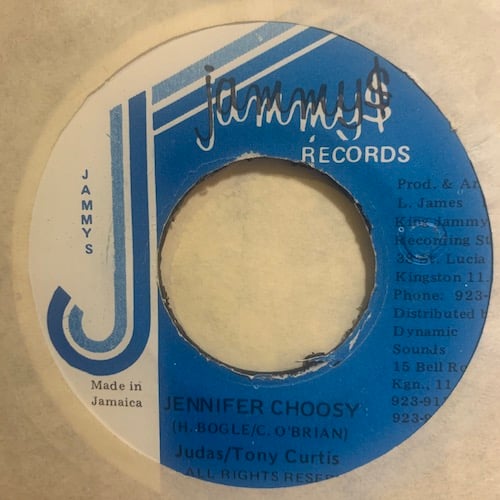 jammy$
RECORDS
JAMMYS
Prod. & Ar
L. James
King Jammy
Recording St
38 St. Lucia
Kingston 11.
Phone: 923-
Distributed b
Dynamic
Sounds
15 Bell Ro
Kgn., 11
923-91
923-9
Made in
Jamaica
JENNIFER CHOOSY
(H. BOGLE/C. O'BRIAN)
Judas/Tony Curtis
ALL RIGHTS RESER